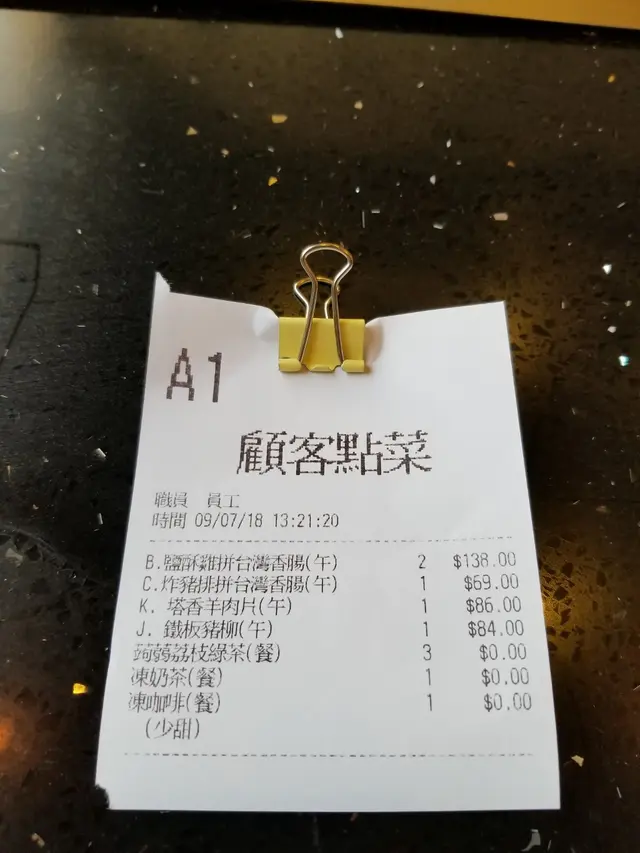 A1
顧客點菜
職員 員工
時間 09/07/18 13:21:20
B.鹽酥雞拼台灣香腸(午) 2 $138.00
C.炸豬排拼台灣香腸(午) 1 $69.00
K. 塔香羊肉片(午) 1 $86.00
J. 鐵板豬柳(午) 1 $84.00
蒟蒻荔枝綠茶(餐) 3 $0.00
凍奶茶(餐) 1 $0.00
凍咖啡(餐) 1 $0.00
(少甜)